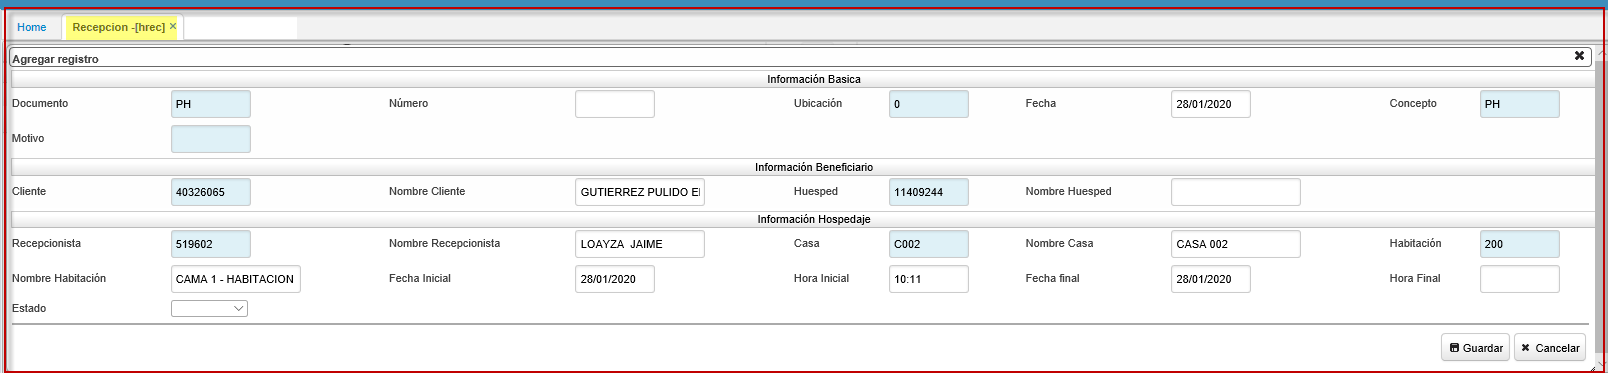 Home Recepcion -[hrec] ×
Agregar registro ✖
Información Basica
Documento PH Número Ubicación 0 Fecha 28/01/2020 Concepto PH
Motivo
Información Beneficiario
Cliente 40326065 Nombre Cliente GUTIERREZ PULIDO Huesped 11409244 Nombre Huesped
Información Hospedaje
Recepcionista 519602 Nombre Recepcionista LOAYZA JAIME Casa C002 Nombre Casa CASA 002 Habitación 200
Nombre Habitación CAMA 1 - HABITACION Fecha Inicial 28/01/2020 Hora Inicial 10:11 Fecha final 28/01/2020 Hora Final
Estado
Guardar ✖ Cancelar